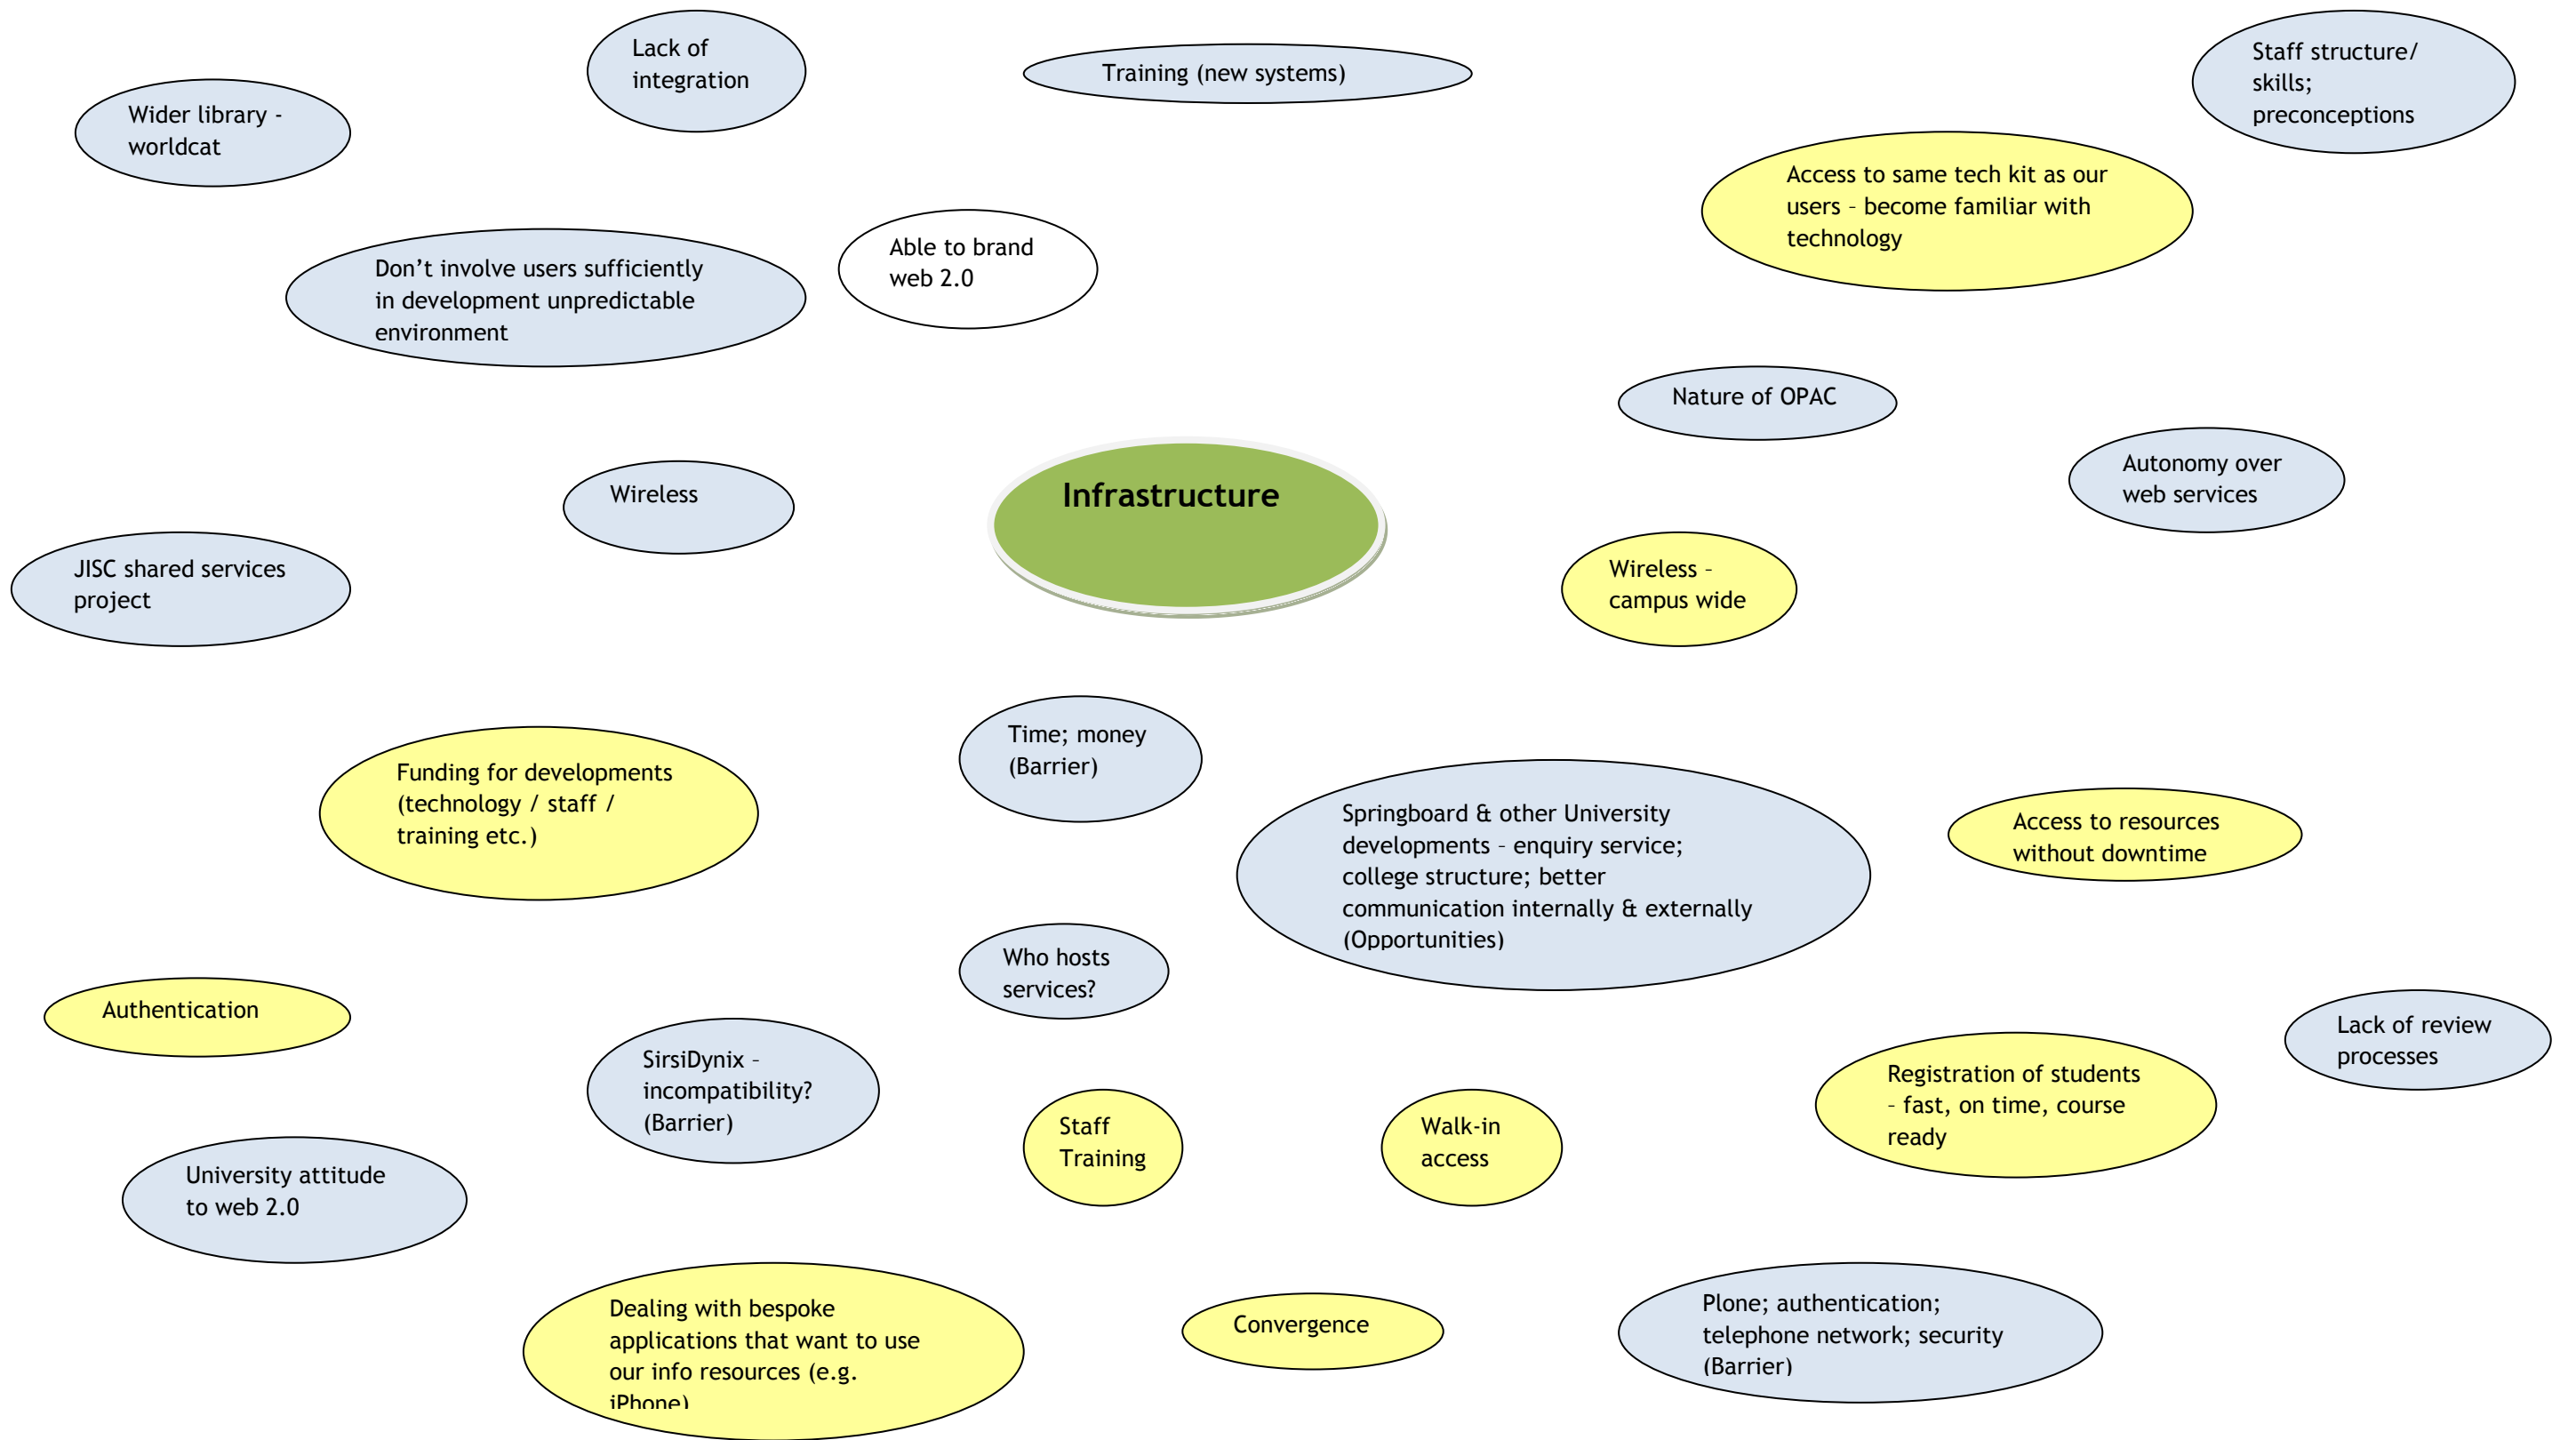 Lack of
integration
Training (new systems)
Staff structure/
skills;
preconceptions
Wider library -
worldcat
Access to same tech kit as our
users – become familiar with
technology
Don’t involve users sufficiently
in development unpredictable
environment
Able to brand
web 2.0
Nature of OPAC
Autonomy over
web services
Wireless
Infrastructure
JISC shared services
project
Wireless –
campus wide
Time; money
(Barrier)
Funding for developments
(technology / staff /
training etc.)
Springboard & other University
developments – enquiry service;
college structure; better
communication internally & externally
(Opportunities)
Access to resources
without downtime
Who hosts
services?
Authentication
SirsiDynix –
incompatibility?
(Barrier)
Lack of review
processes
Registration of students
– fast, on time, course
ready
Staff
Training
Walk-in
access
University attitude
to web 2.0
Dealing with bespoke
applications that want to use
our info resources (e.g.
iPhone)
Convergence
Plone; authentication;
telephone network; security
(Barrier)